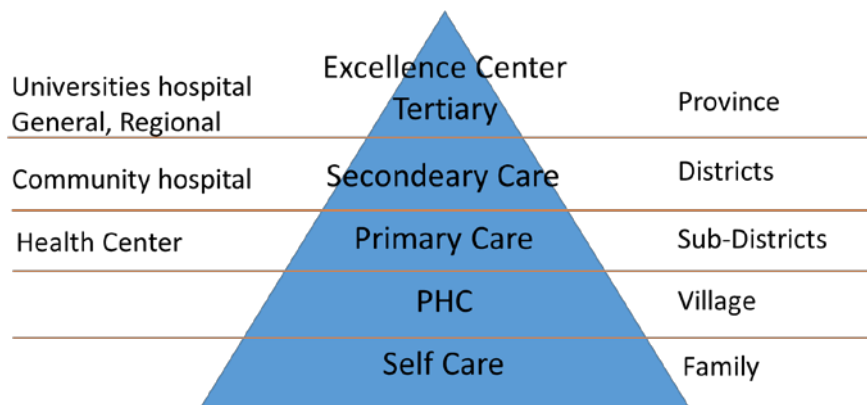 Excellence Center
Universities hospital
General, Regional
Tertiary
Province
Community hospital
Secondeary Care
Districts
Health Center
Primary Care
Sub-Districts
PHC
Village
Self Care
Family